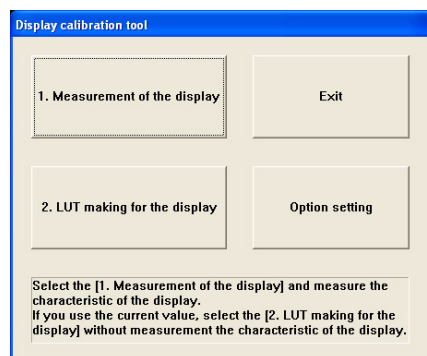 Display calibration tool
1. Measurement of the display
Exit
2. LUT making for the display
Option setting
Select the [1. Measurement of the display] and measure the
characteristic of the display.
If you use the current value, select the [2. LUT making for the
display] without measurement the characteristic of the display.